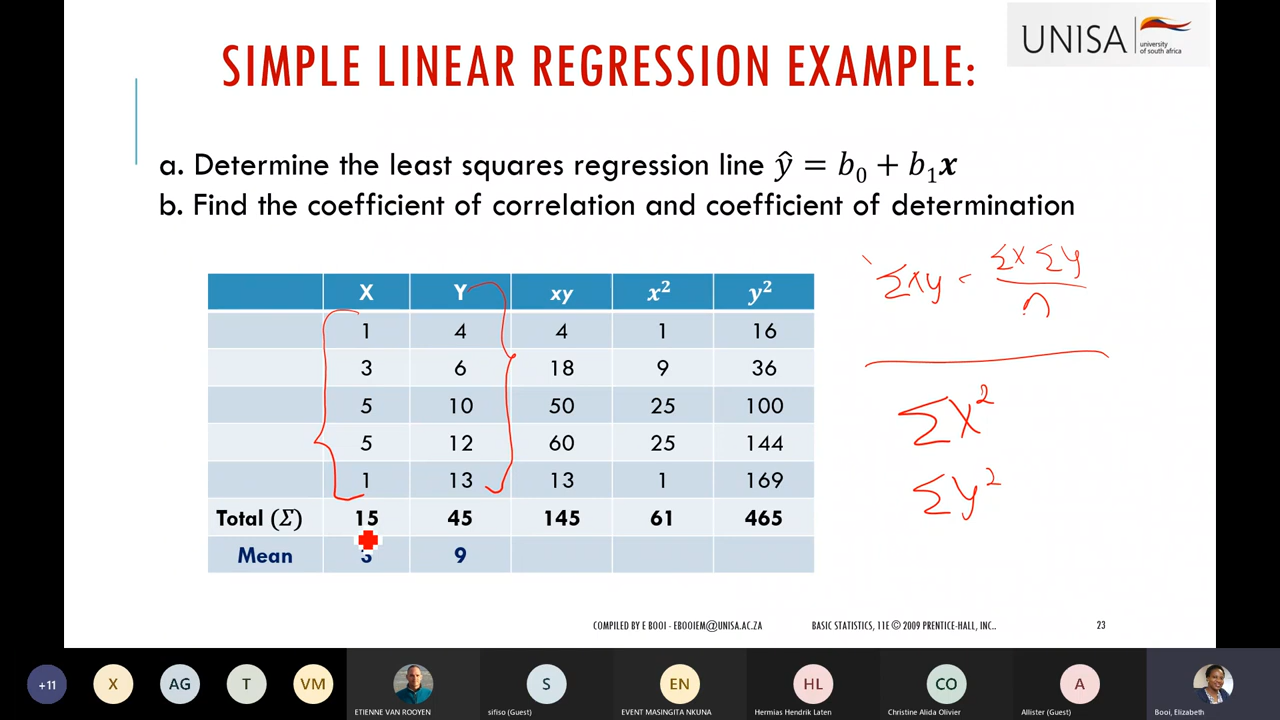 UNISA university of south africa
SIMPLE LINEAR REGRESSION EXAMPLE:
a. Determine the least squares regression line ŷ = b₀ + b₁x
b. Find the coefficient of correlation and coefficient of determination
X Y xy x² y²
1 4 4 1 16
3 6 18 9 36
5 10 50 25 100
5 12 60 25 144
1 13 13 1 169
Total (Σ) 15 45 145 61 465
Mean 3 9
Σxy - Σx Σy / n
Σx²
Σy²
COMPILED BY E BOOI - EBOOIEM@UNISA.AC.ZA BASIC STATISTICS, 11E © 2009 PRENTICE-HALL, INC.. 23
+11 X AG T VM S EN HL CO A
ETIENNE VAN ROOYEN sifiso (Guest) EVENT MASINGITA NKUNA Hermias Hendrik Laten Christine Alida Olivier Allister (Guest) Booi, Elizabeth